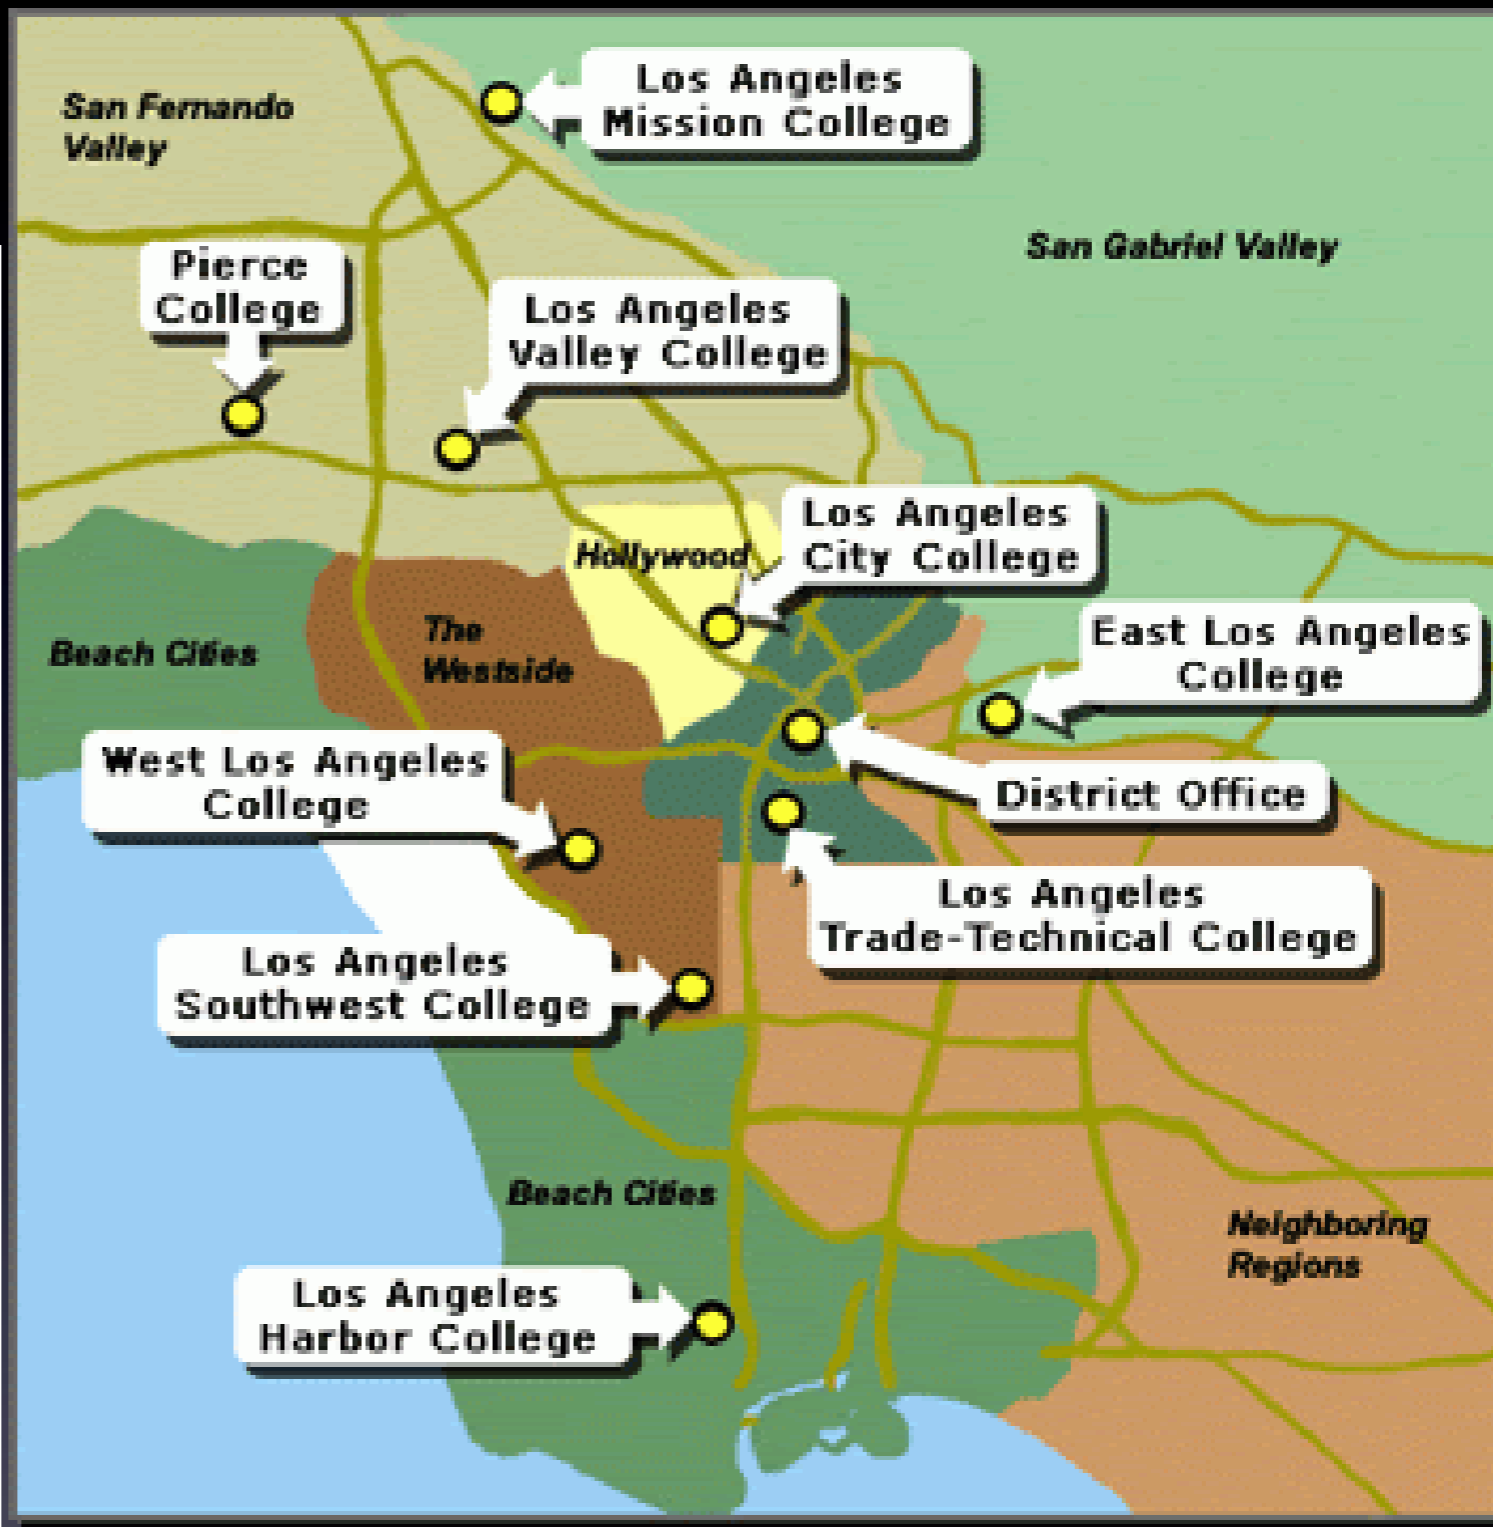 Los Angeles
Mission College
San Fernando
Valley
San Gabriel Valley
Pierce
College
Los Angeles
Valley College
Los Angeles
City College
Hollywood
East Los Angeles
College
The
Westside
Beach Cities
West Los Angeles
College
District Office
Los Angeles
Trade-Technical College
Los Angeles
Southwest College
Beach Cities
Neighboring
Regions
Los Angeles
Harbor College